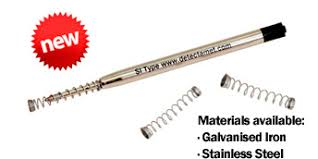 new
SI Type www.detectamet.com
Materials available:
· Galvanised Iron
· Stainless Steel